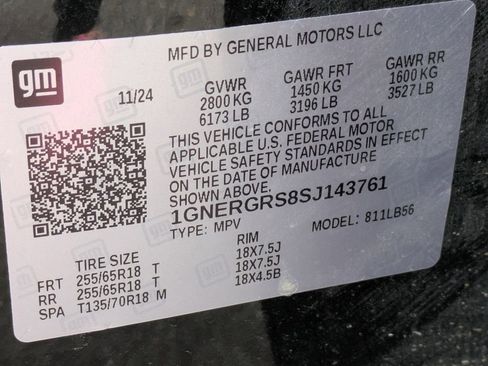 MFD BY GENERAL MOTORS LLC
gm
11/24
GVWR GAWR FRT GAWR RR
2800 KG 1450 KG 1600 KG
6173 LB 3196 LB 3527 LB
THIS VEHICLE CONFORMS TO ALL
APPLICABLE U.S. FEDERAL MOTOR
VEHICLE SAFETY STANDARDS IN EFFECT
ON THE DATE OF MANUFACTURE
SHOWN ABOVE.
1GNERGRS8SJ143761
TYPE: MPV MODEL: 811LB56
TIRE SIZE RIM
FRT 255/65R18 T 18X7.5J
RR 255/65R18 T 18X7.5J
SPA T135/70R18 M 18X4.5B